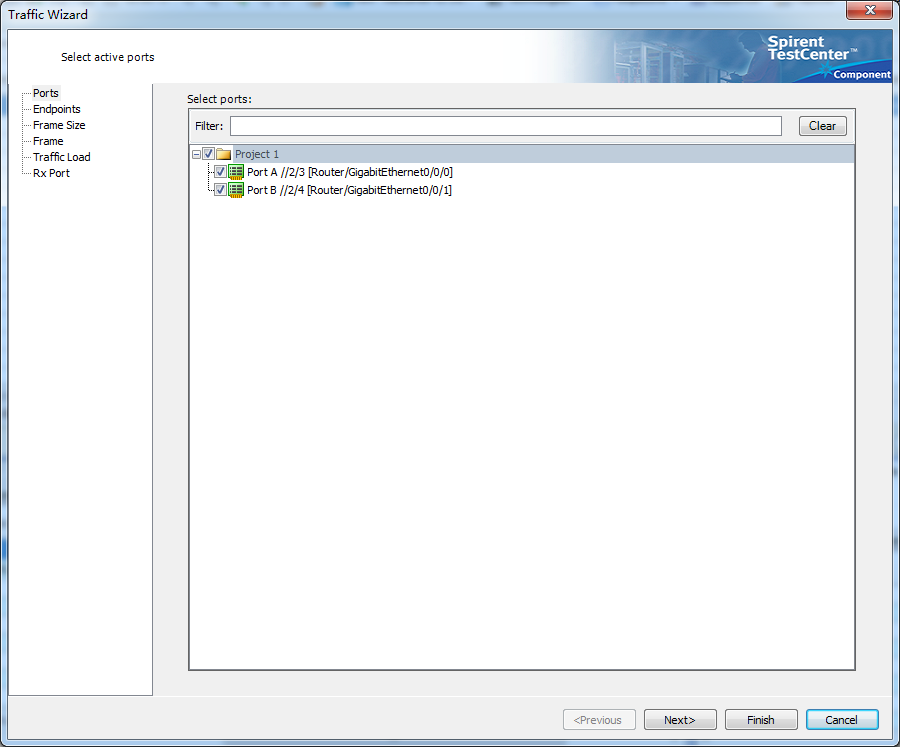 Traffic Wizard
Select active ports
Spirent
TestCenter™
Component
Ports
Endpoints
Frame Size
Frame
Traffic Load
Rx Port
Select ports:
Filter:
Clear
Project 1
Port A //2/3 [Router/GigabitEthernet0/0/0]
Port B //2/4 [Router/GigabitEthernet0/0/1]
<Previous
Next>
Finish
Cancel